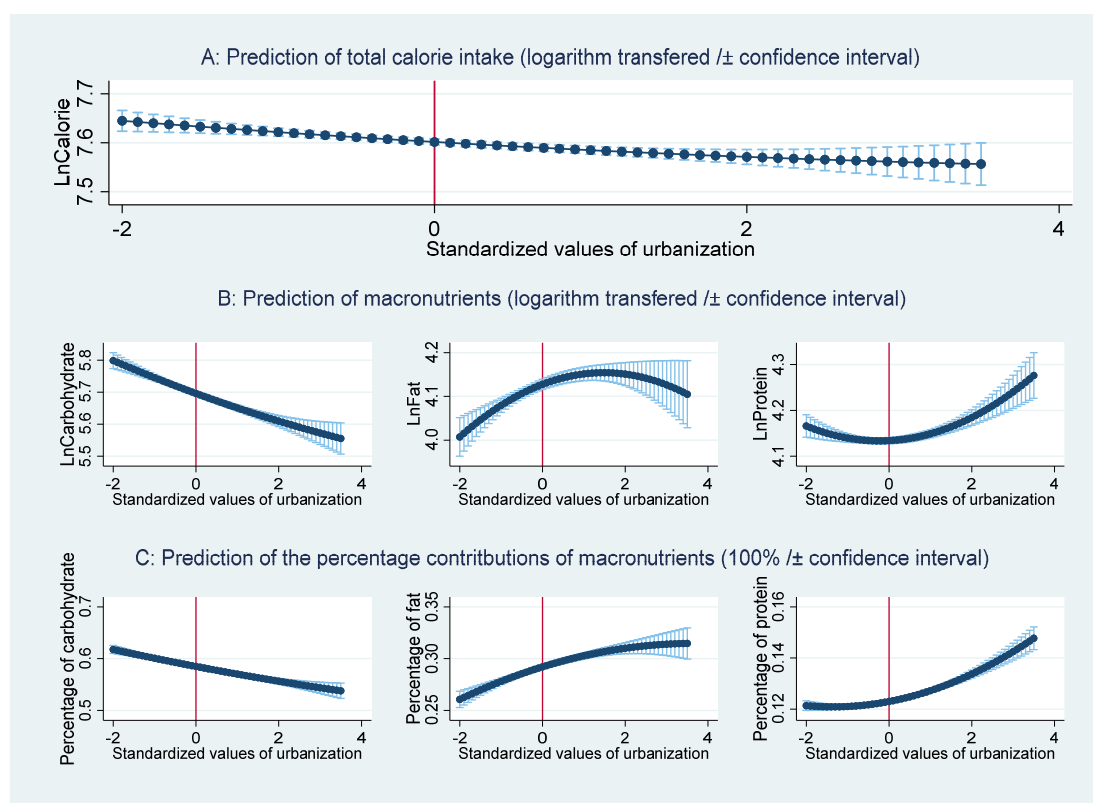 A: Prediction of total calorie intake (logarithm transfered /± confidence interval)
LnCalorie
7.7
7.6
7.5
-2 0 2 4
Standardized values of urbanization
B: Prediction of macronutrients (logarithm transfered /± confidence interval)
LnCarbohydrate
5.8
5.7
5.6
5.5
-2 0 2 4
Standardized values of urbanization
LnFat
4.2
4.1
4.0
-2 0 2 4
Standardized values of urbanization
LnProtein
4.3
4.2
4.1
-2 0 2 4
Standardized values of urbanization
C: Prediction of the percentage contritbutions of macronutrients (100% /± confidence interval)
Percentage of carbohydrate
0.7
0.6
0.5
-2 0 2 4
Standardized values of urbanization
Percentage of fat
0.35
0.30
0.25
-2 0 2 4
Standardized values of urbanization
Percentage of protein
0.16
0.14
0.12
-2 0 2 4
Standardized values of urbanization